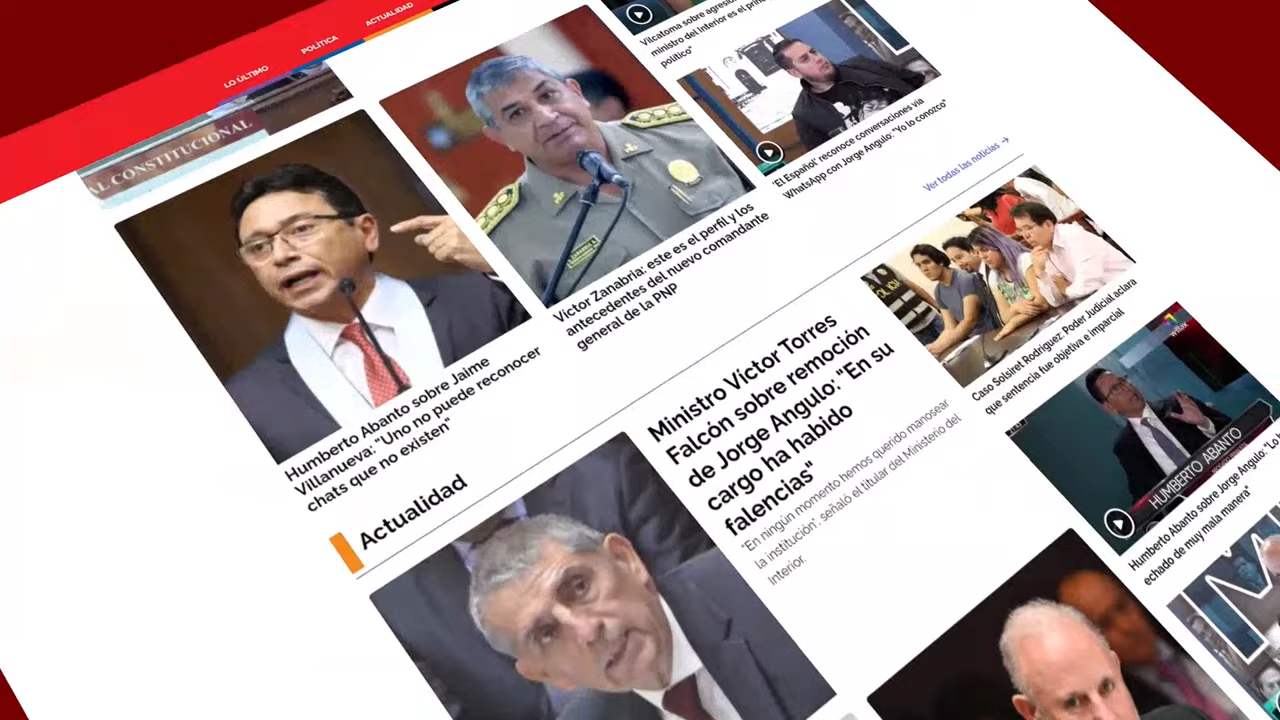 LO ÚLTIMO
POLÍTICA
ACTUALIDAD
AL CONSTITUCIONAL
Humberto Abanto sobre Jaime
VIllanueva: "Uno no puede reconocer
chats que no existen"
Víctor Zanabria: este es el perfil y los
antecedentes del nuevo comandante
general de la PNP
Vilcatoma sobre agresión
ministro del Interior es el
político"
'El Español' reconoce conversaciones vía
WhatsApp con Jorge Angulo: "Yo lo conozco"
Ver todas las noticias →
Actualidad
Ministro Víctor Torres
Falcón sobre remoción
de Jorge Angulo: "En su
cargo ha habido
falencias"
"En ningún momento hemos querido manosear
la institución", señaló el titular del Ministerio del
Interior.
Caso Solsiret Rodríguez: Poder Judicial aclara
que sentencia fue objetiva e imparcial
willax
HUMBERTO ABANTO
Humberto Abanto sobre Jorge Angulo: "Lo
echado de muy mala manera"